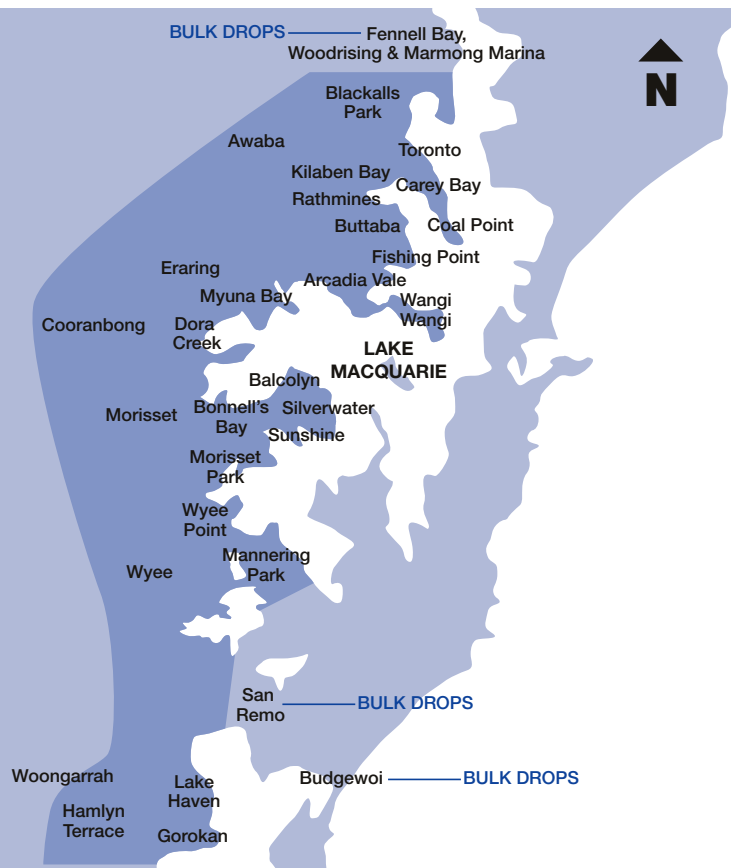 BULK DROPS
Fennell Bay,
Woodrising & Marmong Marina
N
Blackalls
Park
Awaba
Toronto
Kilaben Bay
Carey Bay
Rathmines
Buttaba
Coal Point
Fishing Point
Eraring
Arcadia Vale
Myuna Bay
Wangi
Wangi
Cooranbong
Dora
Creek
LAKE
MACQUARIE
Balcolyn
Morisset
Bonnell's
Bay
Silverwater
Sunshine
Morisset
Park
Wyee
Point
Mannering
Park
Wyee
San
Remo
BULK DROPS
Woongarrah
Lake
Haven
Budgewoi
BULK DROPS
Hamlyn
Terrace
Gorokan